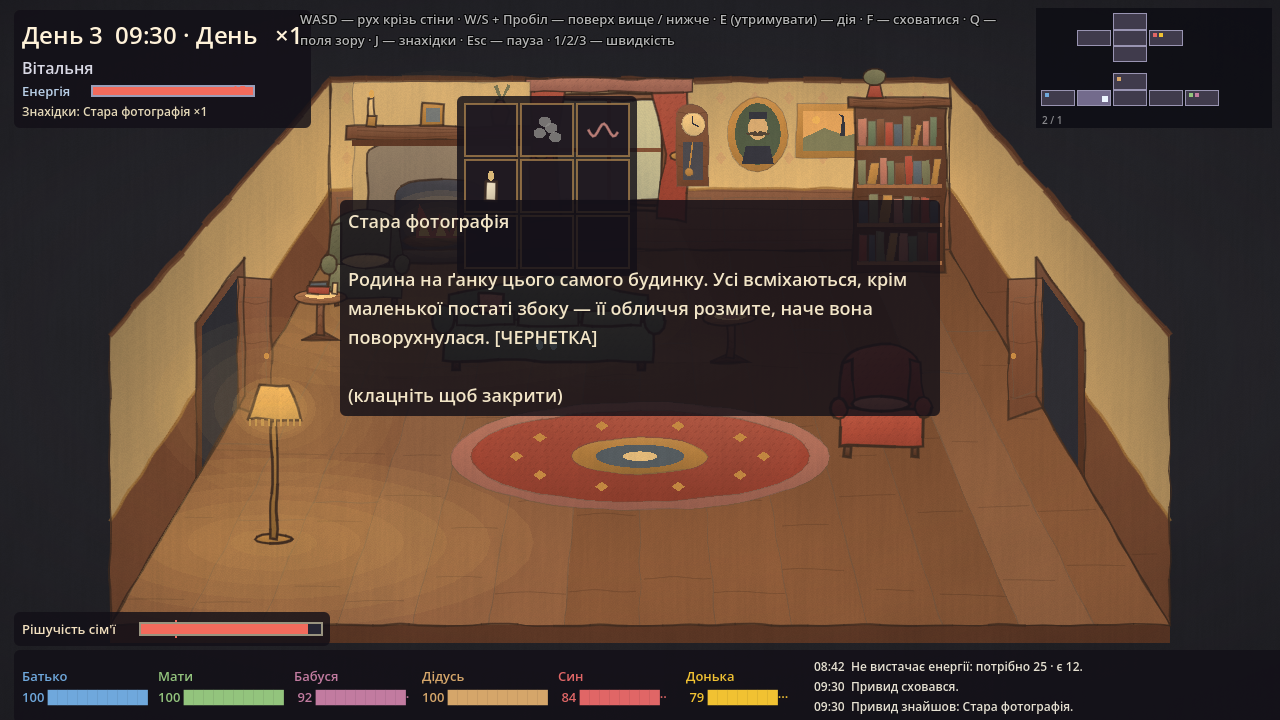 День 3 09:30 · День ×1
WASD — рух крізь стіни · W/S + Пробіл — поверх вище / нижче · E (утримувати) — дія · F — сховатися · Q —
поля зору · J — знахідки · Esc — пауза · 1/2/3 — швидкість
Вітальня
Енергія
Знахідки: Стара фотографія ×1
2 / 1
Стара фотографія
Родина на ґанку цього самого будинку. Усі всміхаються, крім
маленької постаті збоку — її обличчя розмите, наче вона
поворухнулася. [ЧЕРНЕТКА]
(клацніть щоб закрити)
Рішучість сім'ї
Батько
100
Мати
100
Бабуся
92
Дідусь
100
Син
84
Донька
79
08:42 Не вистачає енергії: потрібно 25 · є 12.
09:30 Привид сховався.
09:30 Привид знайшов: Стара фотографія.